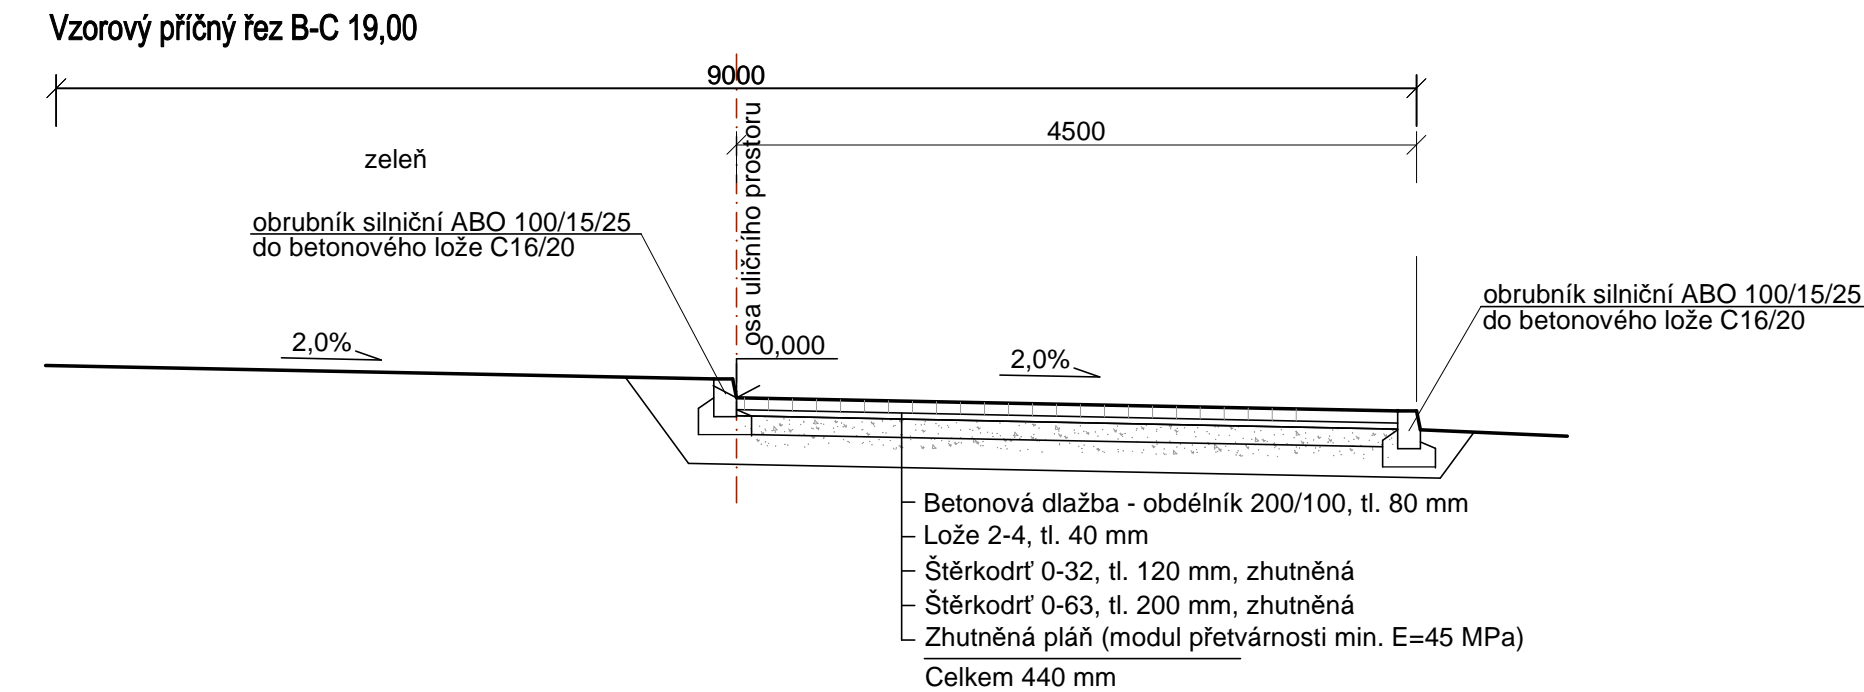 Vzorový příčný řez B-C 19,00
9000
4500
osa uličního prostoru
zeleň
obrubník silniční ABO 100/15/25
do betonového lože C16/20
obrubník silniční ABO 100/15/25
do betonového lože C16/20
2,0%
0,000
2,0%
Betonová dlažba - obdélník 200/100, tl. 80 mm
Lože 2-4, tl. 40 mm
Štěrkodrť 0-32, tl. 120 mm, zhutněná
Štěrkodrť 0-63, tl. 200 mm, zhutněná
Zhutněná pláň (modul přetvárnosti min. E=45 MPa)
Celkem 440 mm